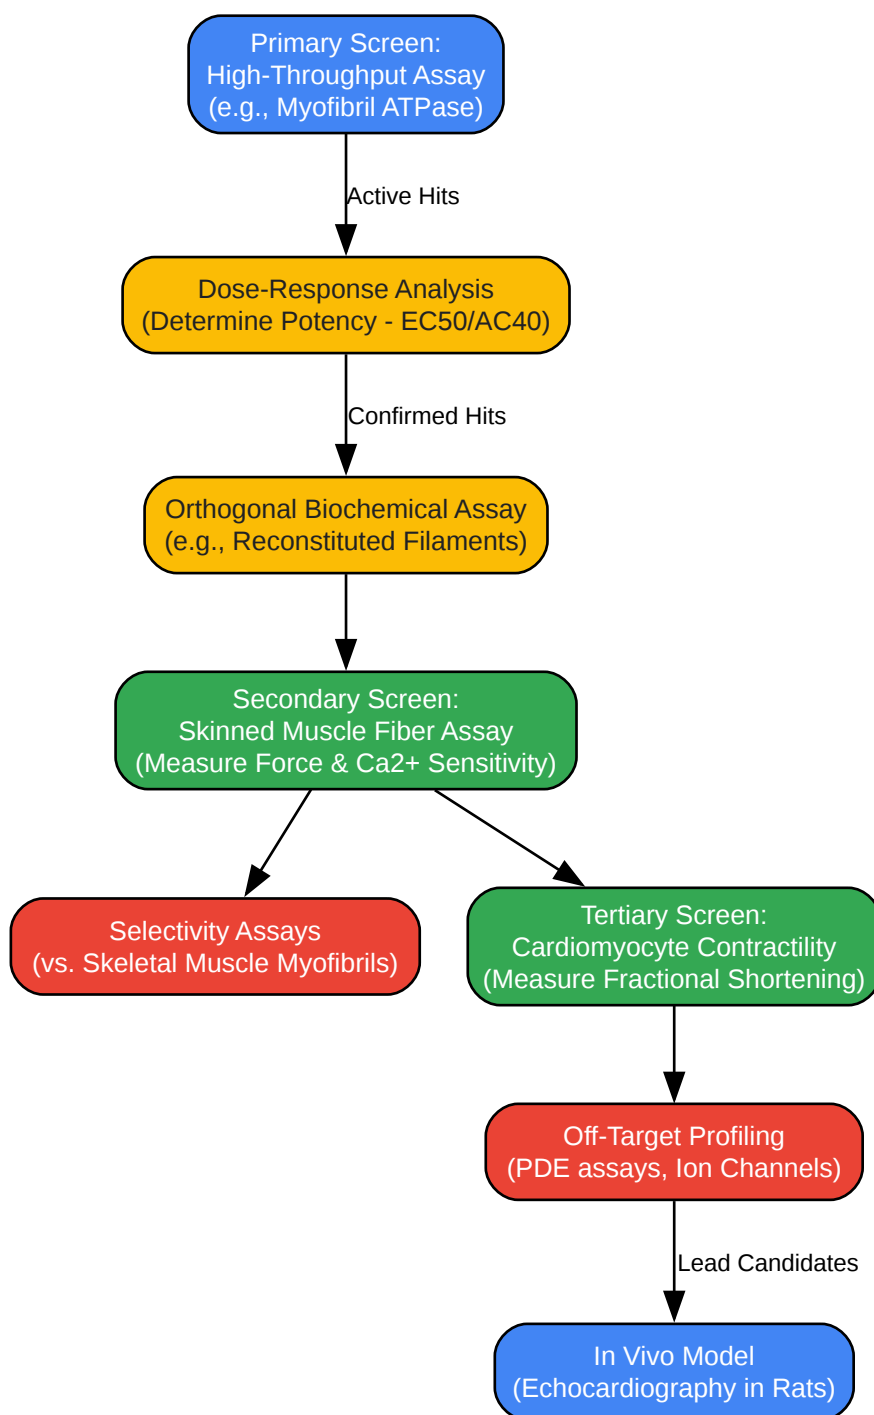 Primary Screen:
High-Throughput Assay
(e.g., Myofibril ATPase)
Active Hits
Dose-Response Analysis
(Determine Potency - EC50/AC40)
Confirmed Hits
Orthogonal Biochemical Assay
(e.g., Reconstituted Filaments)
Secondary Screen:
Skinned Muscle Fiber Assay
(Measure Force & Ca2+ Sensitivity)
Selectivity Assays
(vs. Skeletal Muscle Myofibrils)
Tertiary Screen:
Cardiomyocyte Contractility
(Measure Fractional Shortening)
Off-Target Profiling
(PDE assays, Ion Channels)
Lead Candidates
In Vivo Model
(Echocardiography in Rats)